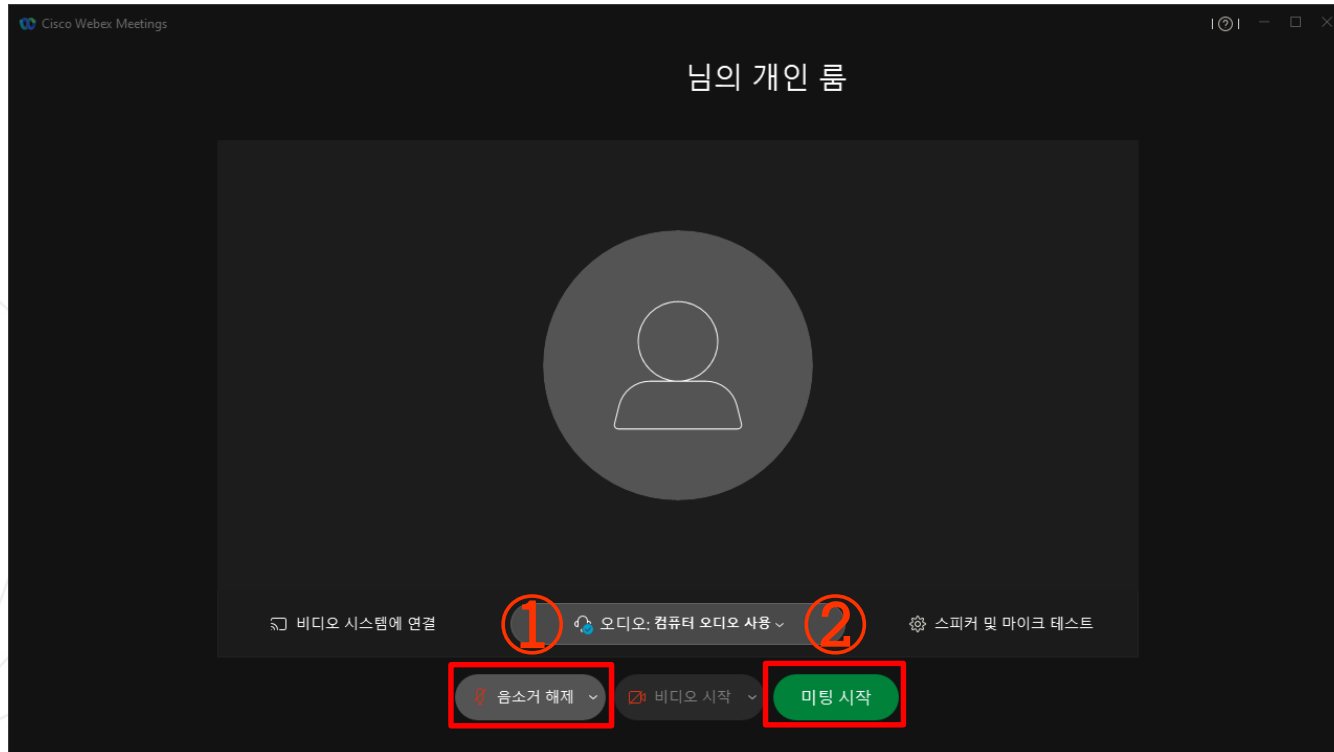 Cisco Webex Meetings
님의 개인 룸
비디오 시스템에 연결
①
오디오: 컴퓨터 오디오 사용
②
스피커 및 마이크 테스트
음소거 해제
비디오 시작
미팅 시작